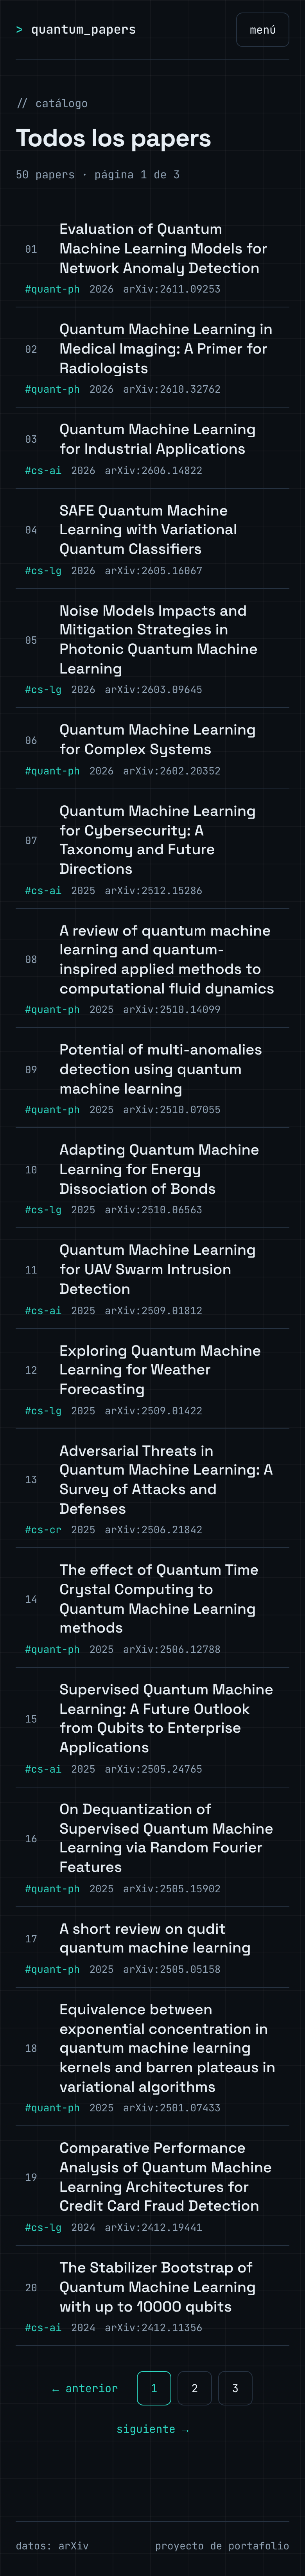 > quantum_papers
menú
// catálogo
Todos los papers
50 papers · página 1 de 3
Evaluation of Quantum
01
Machine Learning Models for
Network Anomaly Detection
#quant-ph 2026 arXiv:2611.09253
Quantum Machine Learning in
02
Medical Imaging: A Primer for
Radiologists
#quant-ph 2026 arXiv:2610.32762
03
Quantum Machine Learning
for Industrial Applications
#cs-ai 2026 arXiv:2606.14822
SAFE Quantum Machine
04
Learning with Variational
Quantum Classifiers
#cs-lg 2026 arXiv:2605.16067
05
Noise Models Impacts and
Mitigation Strategies in
Photonic Quantum Machine
Learning
#cs-lg 2026 arXiv:2603.09645
06
Quantum Machine Learning
for Complex Systems
#quant-ph 2026 arXiv:2602.20352
07
Quantum Machine Learning
for Cybersecurity: A
Taxonomy and Future
Directions
#cs-ai 2025 arXiv:2512.15286
08
A review of quantum machine
learning and quantum-
inspired applied methods to
computational fluid dynamics
#quant-ph 2025 arXiv:2510.14099
09
Potential of multi-anomalies
detection using quantum
machine learning
#quant-ph 2025 arXiv:2510.07055
10
Adapting Quantum Machine
Learning for Energy
Dissociation of Bonds
#cs-lg 2025 arXiv:2510.06563
11
Quantum Machine Learning
for UAV Swarm Intrusion
Detection
#cs-ai 2025 arXiv:2509.01812
12
Exploring Quantum Machine
Learning for Weather
Forecasting
#cs-lg 2025 arXiv:2509.01422
13
Adversarial Threats in
Quantum Machine Learning: A
Survey of Attacks and
Defenses
#cs-cr 2025 arXiv:2506.21842
14
The effect of Quantum Time
Crystal Computing to
Quantum Machine Learning
methods
#quant-ph 2025 arXiv:2506.12788
15
Supervised Quantum Machine
Learning: A Future Outlook
from Qubits to Enterprise
Applications
#cs-ai 2025 arXiv:2505.24765
16
On Dequantization of
Supervised Quantum Machine
Learning via Random Fourier
Features
#quant-ph 2025 arXiv:2505.15902
17
A short review on qudit
quantum machine learning
#quant-ph 2025 arXiv:2505.05158
18
Equivalence between
exponential concentration in
quantum machine learning
kernels and barren plateaus in
variational algorithms
#quant-ph 2025 arXiv:2501.07433
19
Comparative Performance
Analysis of Quantum Machine
Learning Architectures for
Credit Card Fraud Detection
#cs-lg 2024 arXiv:2412.19441
20
The Stabilizer Bootstrap of
Quantum Machine Learning
with up to 10000 qubits
#cs-ai 2024 arXiv:2412.11356
← anterior 1 2 3
siguiente →
datos: arXiv
proyecto de portafolio